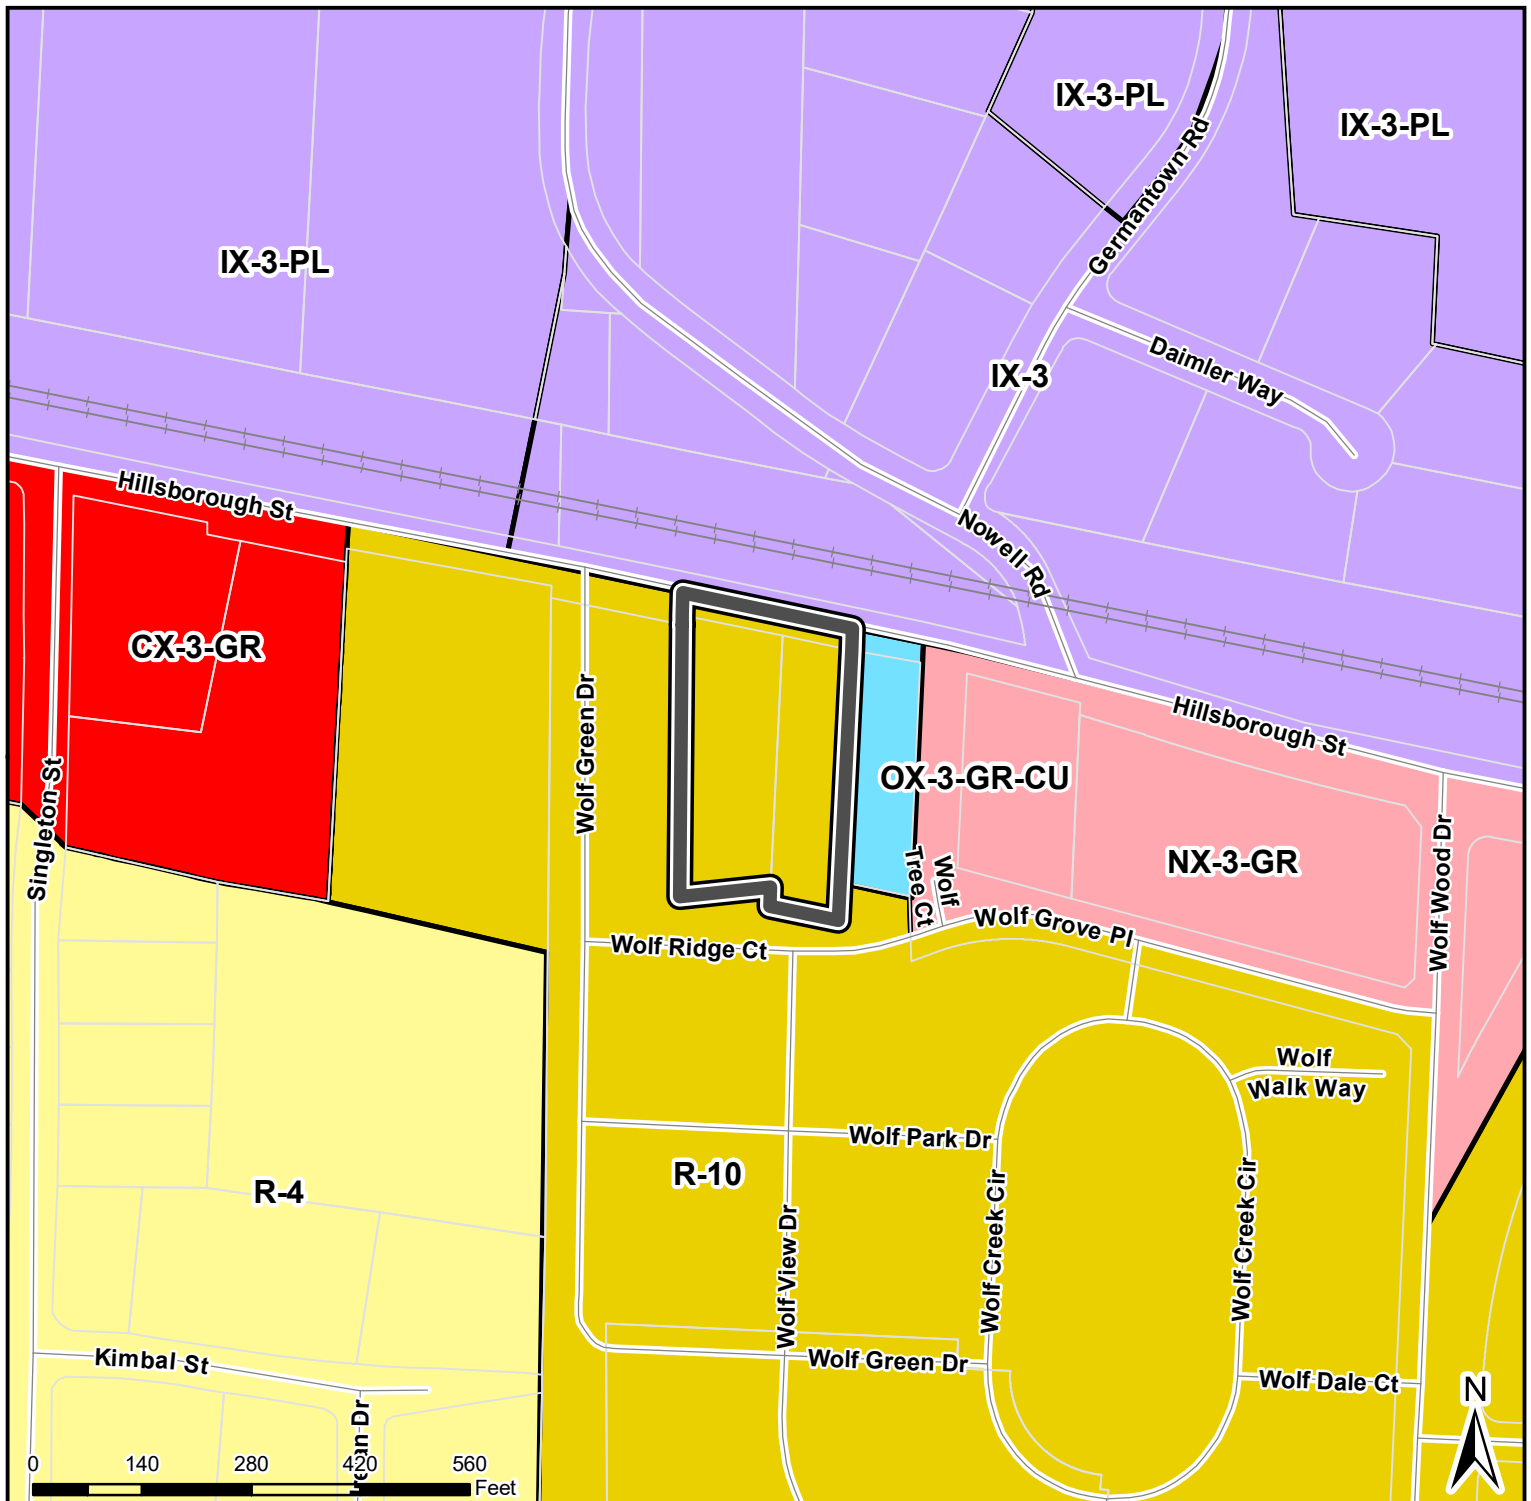 IX-3-PL
IX-3-PL
Germantown Rd
IX-3-PL
IX-3
Daimler Way
Hillsborough St
Nowell Rd
CX-3-GR
Wolf Green Dr
Hillsborough St
OX-3-GR-CU
Singleton St
NX-3-GR
Wolf Wood Dr
Wolf
Tree Ct
Wolf Grove Pl
Wolf Ridge Ct
Wolf
Walk Way
Wolf Park Dr
R-10
R-4
Wolf View Dr
Wolf Creek Cir
Wolf Creek Cir
Kimbal St
Wolf Green Dr
Wolf Dale Ct
N
0 140 280 420 560
Feet